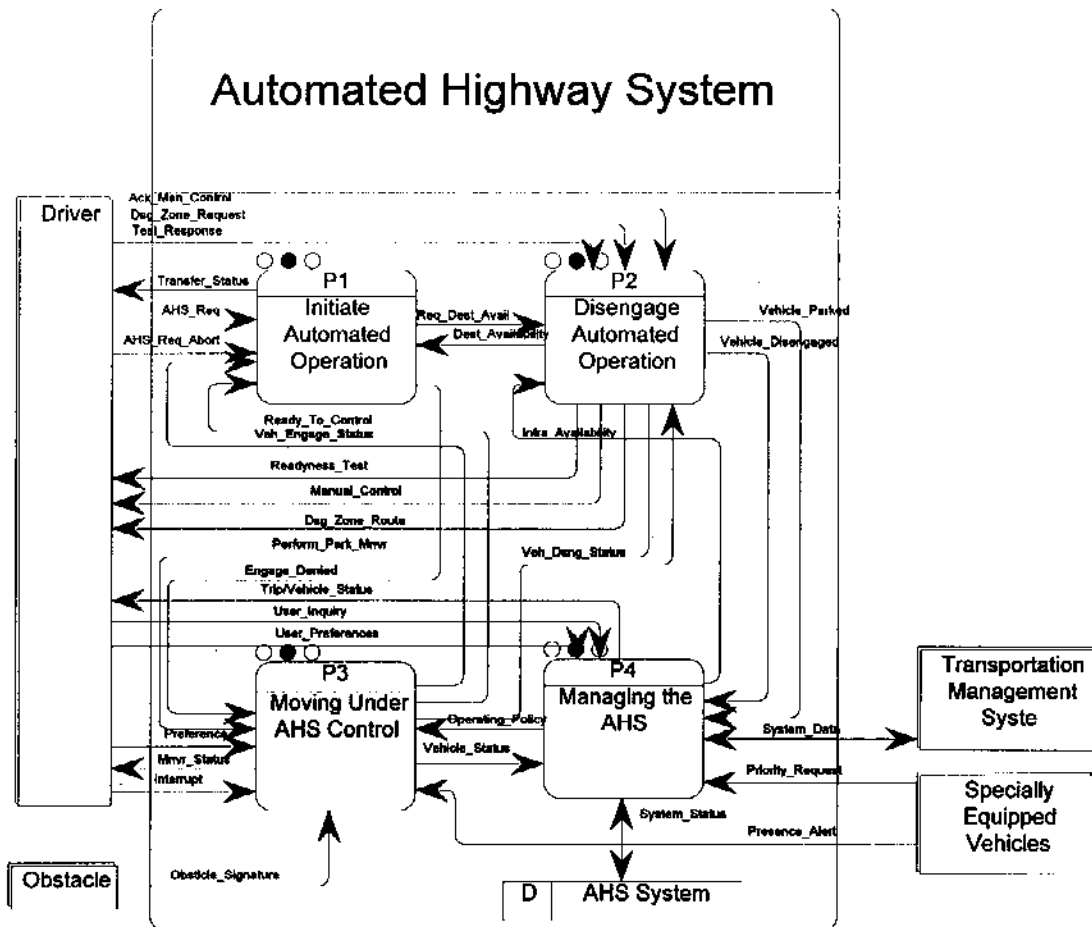 Automated Highway System
Driver
Ack_Man_Control
Dsg_Zone_Request
Test_Response
Transfer_Status
AHS_Req
AHS_Req_Abort
P1
Initiate
Automated
Operation
Req_Dest_Avail
Dest_Availability
P2
Disengage
Automated
Operation
Vehicle_Parked
Vehicle_Disengaged
Ready_To_Control
Veh_Engage_Status
Infra_Availability
Readyness_Test
Manual_Control
Dsg_Zone_Route
Perform_Park_Mnvr
Veh_Deng_Status
Engage_Denied
Trip/Vehicle_Status
User_Inquiry
User_Preferences
P3
Moving Under
AHS Control
P4
Managing the
AHS
Transportation
Management
Syste
Preference
Operating_Policy
System_Data
Mnvr_Status
Vehicle_Status
Interrupt
Priority_Request
System_Status
Presence_Alert
Specially
Equipped
Vehicles
Obstacle
Obsticle_Signature
D
AHS System